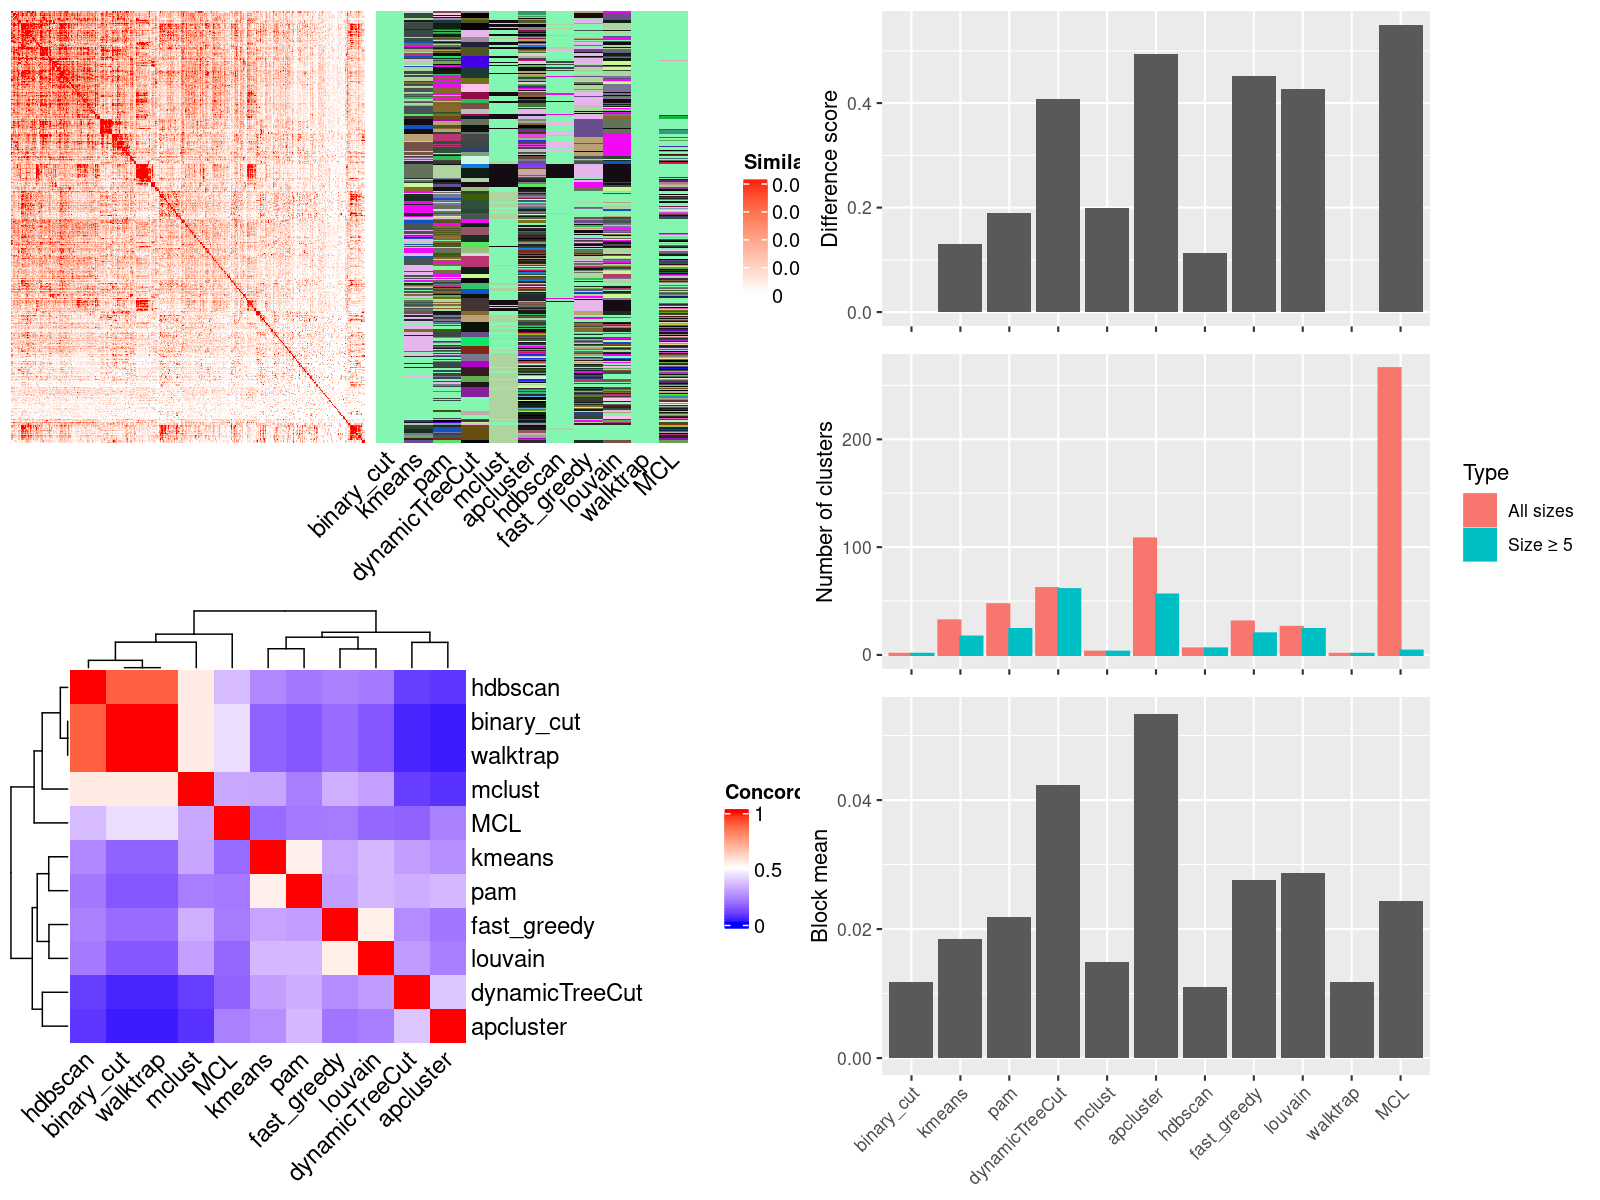 binary_cut
kmeans
pam
dynamicTreeCut
mclust
apcluster
hdbscan
fast_greedy
louvain
walktrap
MCL
Simila
0.0
0.0
0.0
0.0
0
hdbscan
binary_cut
walktrap
mclust
MCL
kmeans
pam
fast_greedy
louvain
dynamicTreeCut
apcluster
hdbscan
binary_cut
walktrap
mclust
MCL
kmeans
pam
fast_greedy
louvain
dynamicTreeCut
apcluster
Concord
1
0.5
0
Difference score
0.4
0.2
0.0
Number of clusters
200
100
0
Type
All sizes
Size ≥ 5
Block mean
0.04
0.02
0.00
binary_cut
kmeans
pam
dynamicTreeCut
mclust
apcluster
hdbscan
fast_greedy
louvain
walktrap
MCL